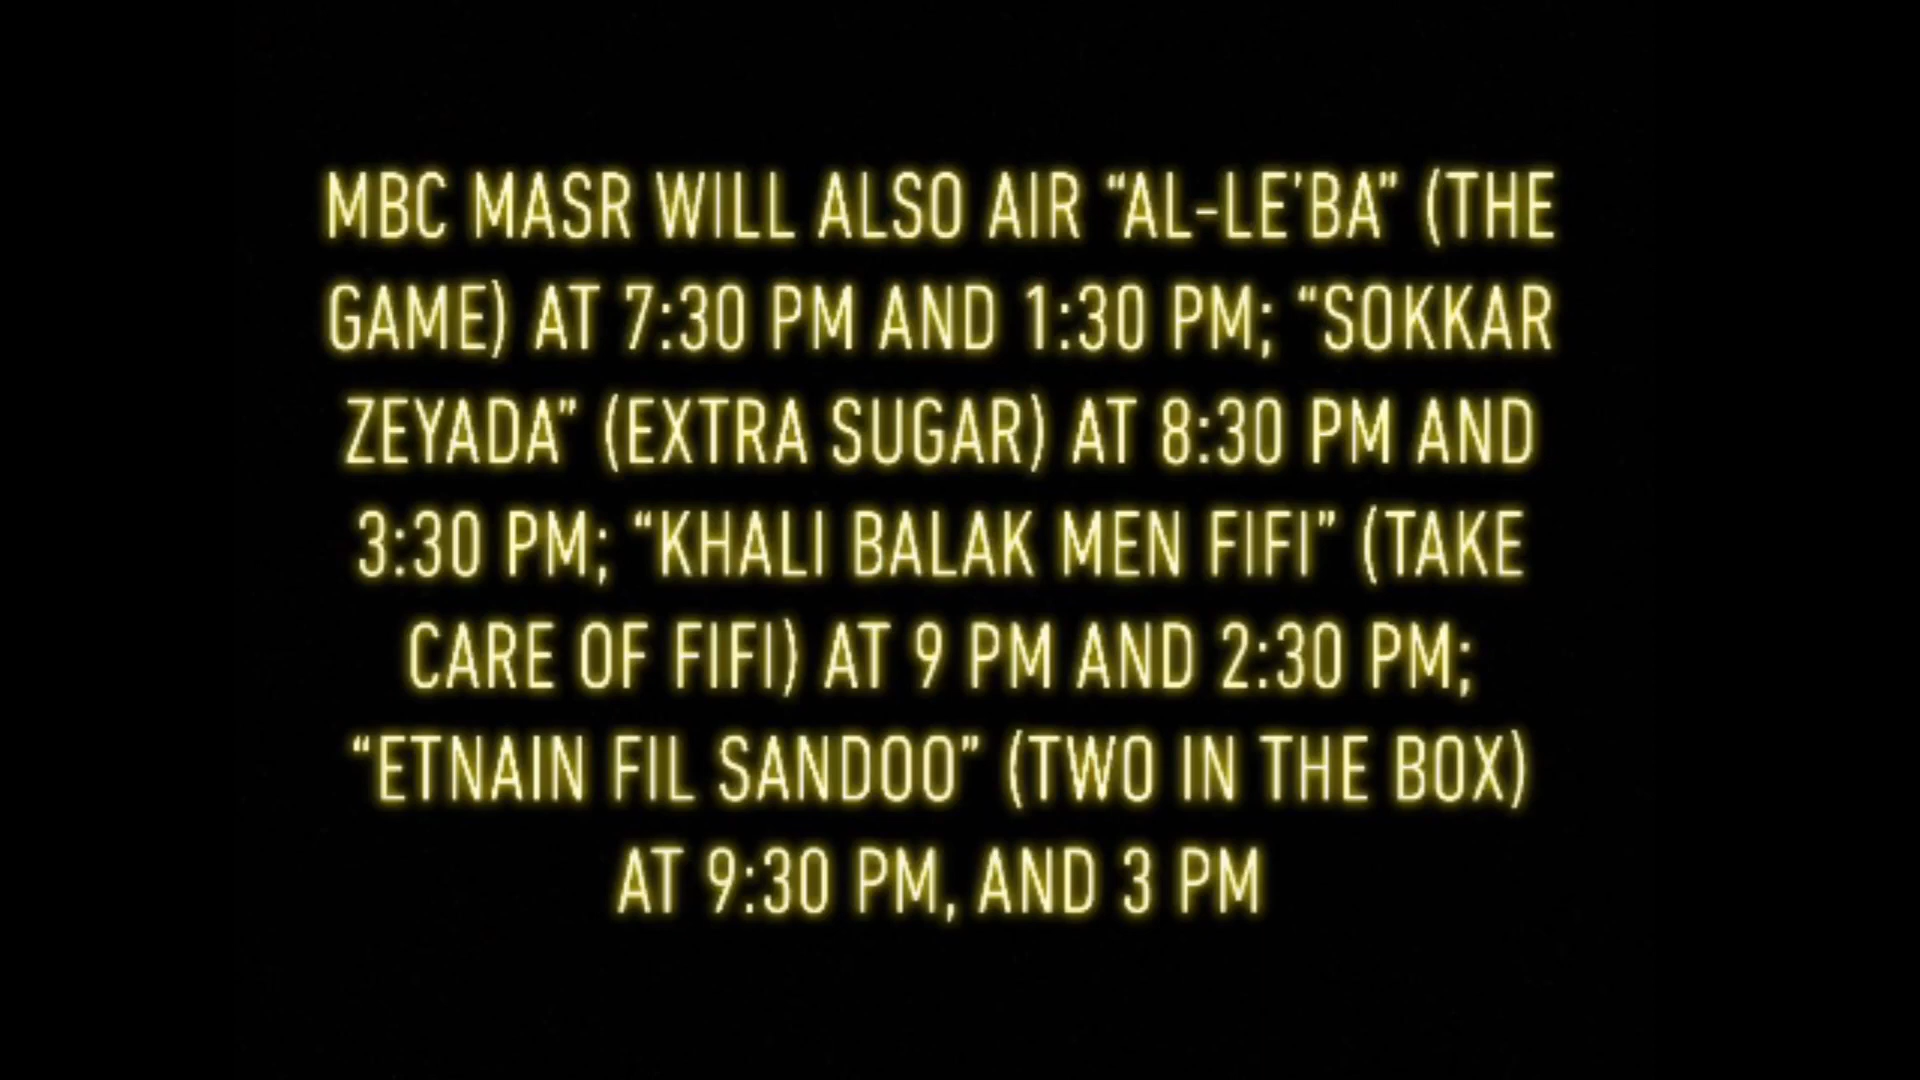 MBC MASR WILL ALSO AIR “AL-LE’BA” (THE
GAME) AT 7:30 PM AND 1:30 PM; “SOKKAR
ZEYADA” (EXTRA SUGAR) AT 8:30 PM AND
3:30 PM; “KHALI BALAK MEN FIFI” (TAKE
CARE OF FIFI) AT 9 PM AND 2:30 PM;
“ETNAIN FIL SANDOO” (TWO IN THE BOX)
AT 9:30 PM, AND 3 PM